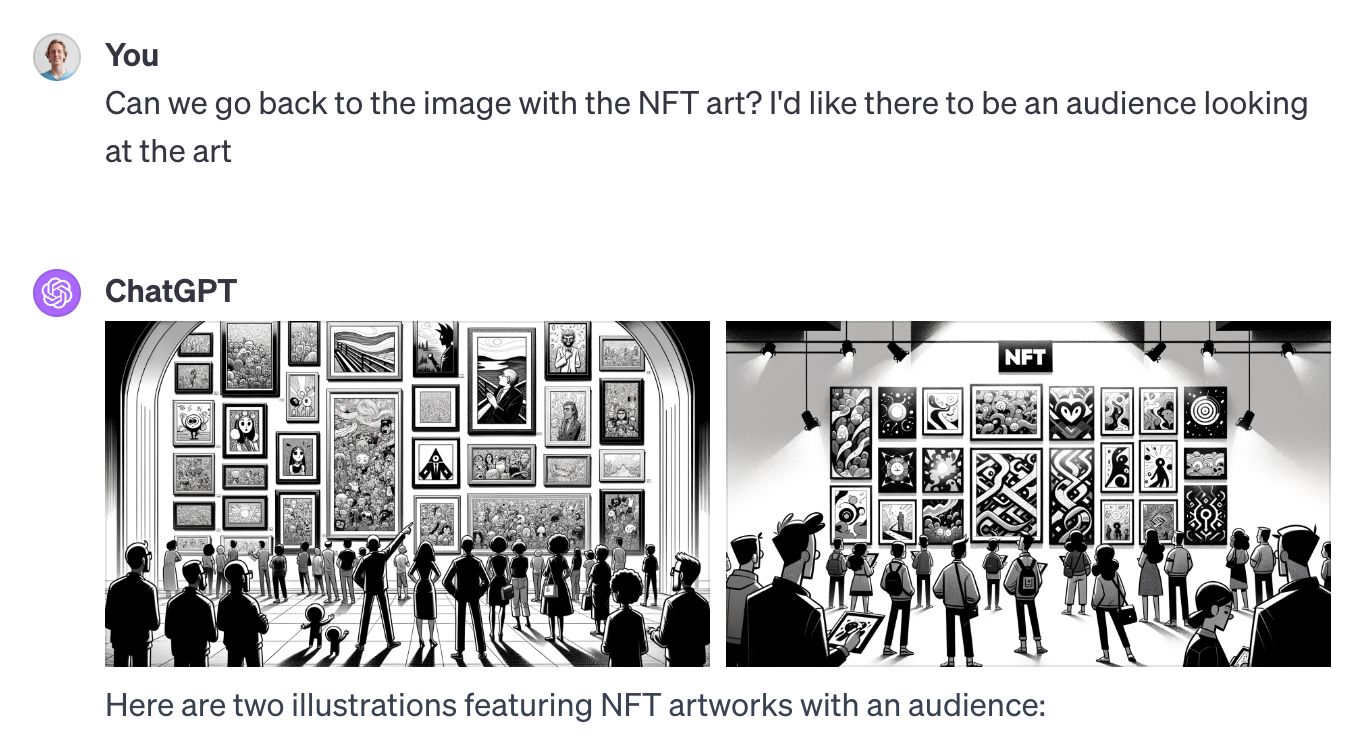 You
Can we go back to the image with the NFT art? I'd like there to be an audience looking
at the art
ChatGPT
NFT
Here are two illustrations featuring NFT artworks with an audience: